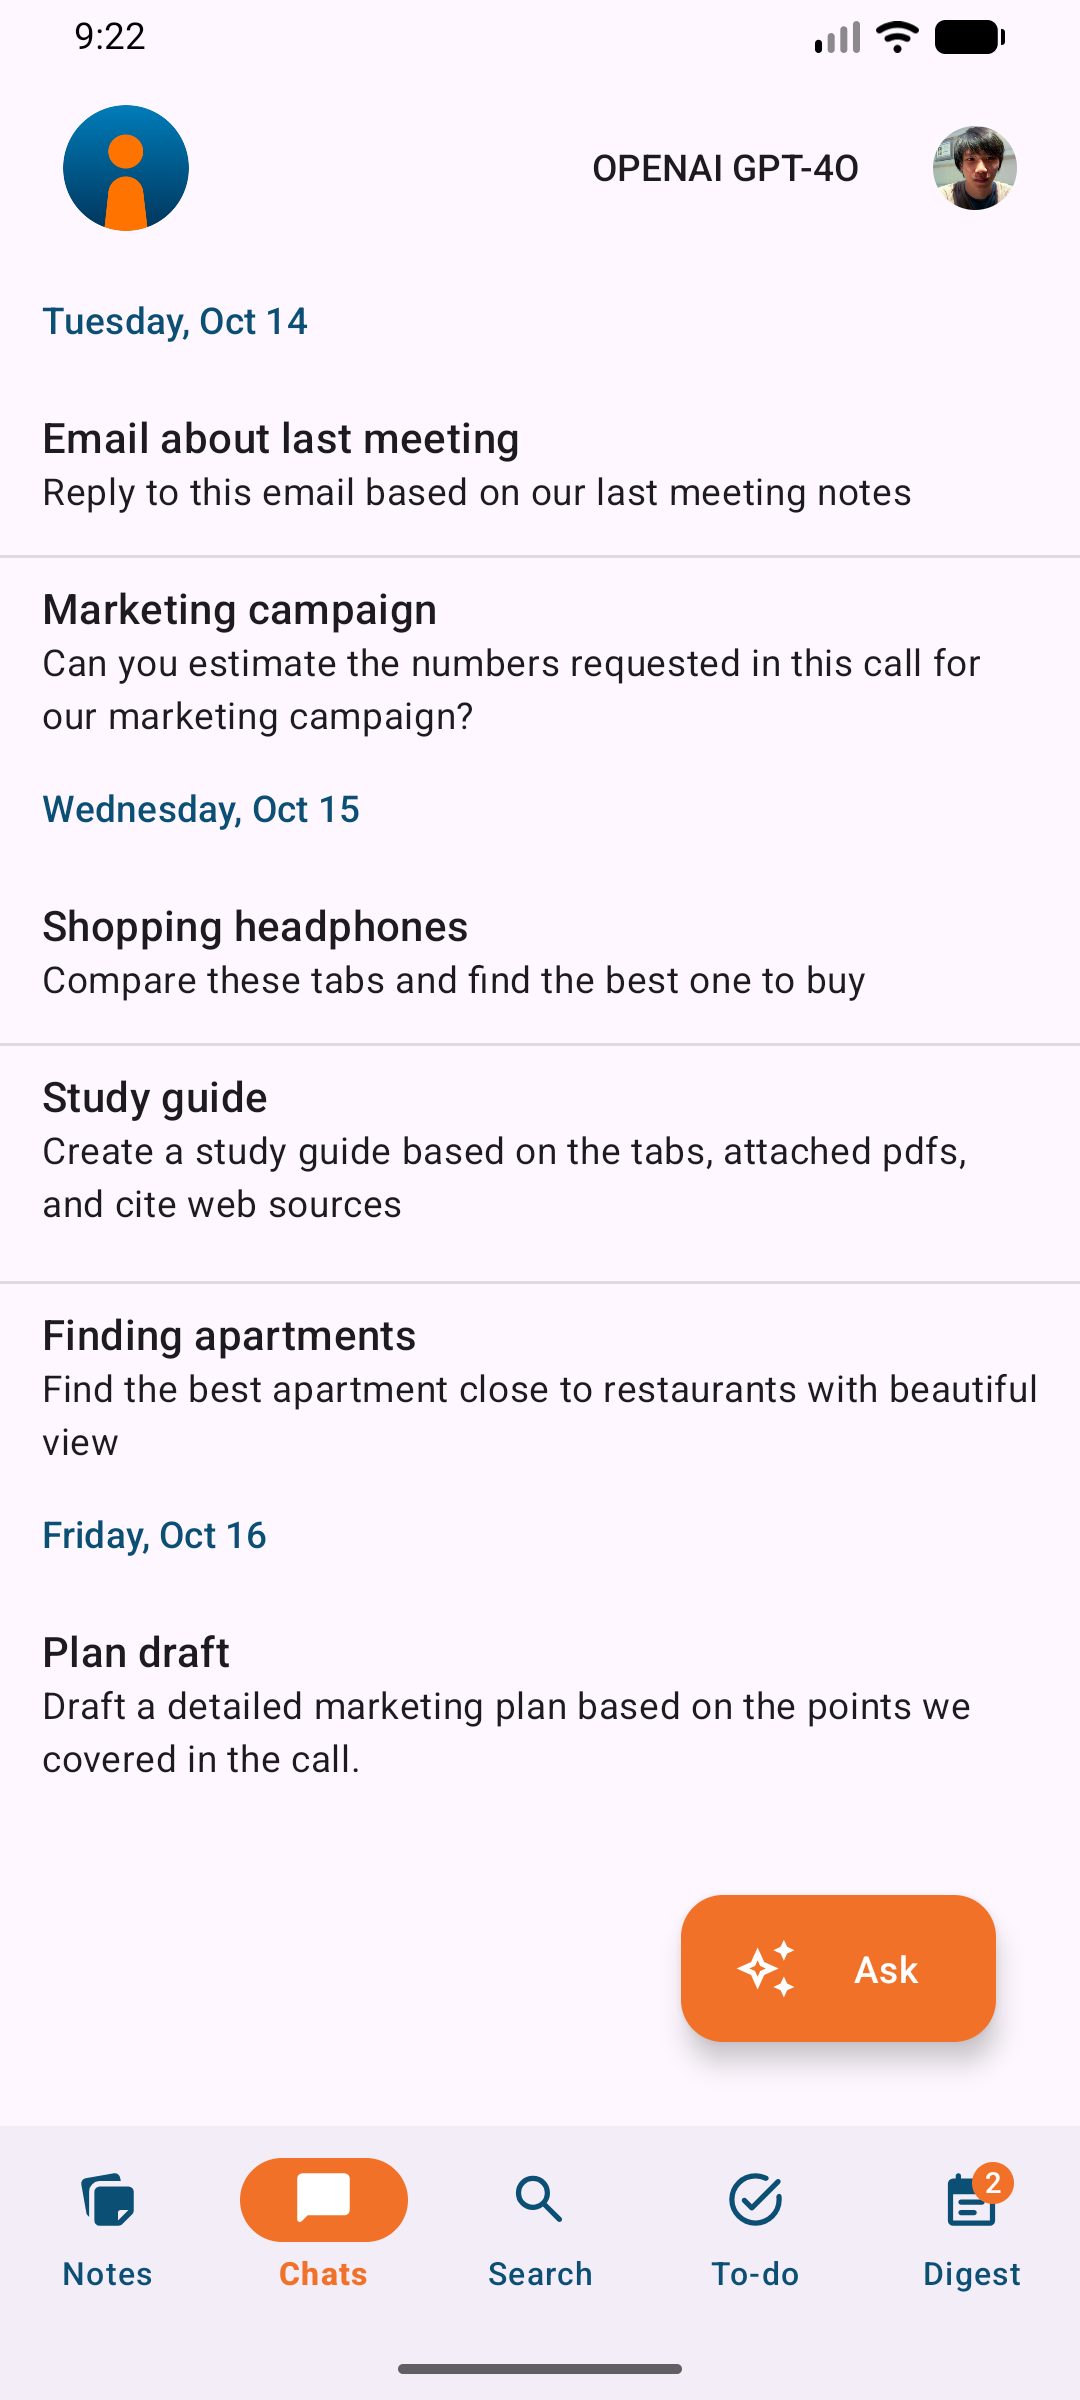 9:22
OPENAI GPT-4O
Tuesday, Oct 14
Email about last meeting
Reply to this email based on our last meeting notes
Marketing campaign
Can you estimate the numbers requested in this call for
our marketing campaign?
Wednesday, Oct 15
Shopping headphones
Compare these tabs and find the best one to buy
Study guide
Create a study guide based on the tabs, attached pdfs,
and cite web sources
Finding apartments
Find the best apartment close to restaurants with beautiful
view
Friday, Oct 16
Plan draft
Draft a detailed marketing plan based on the points we
covered in the call.
Ask
2
Notes Chats Search To-do Digest